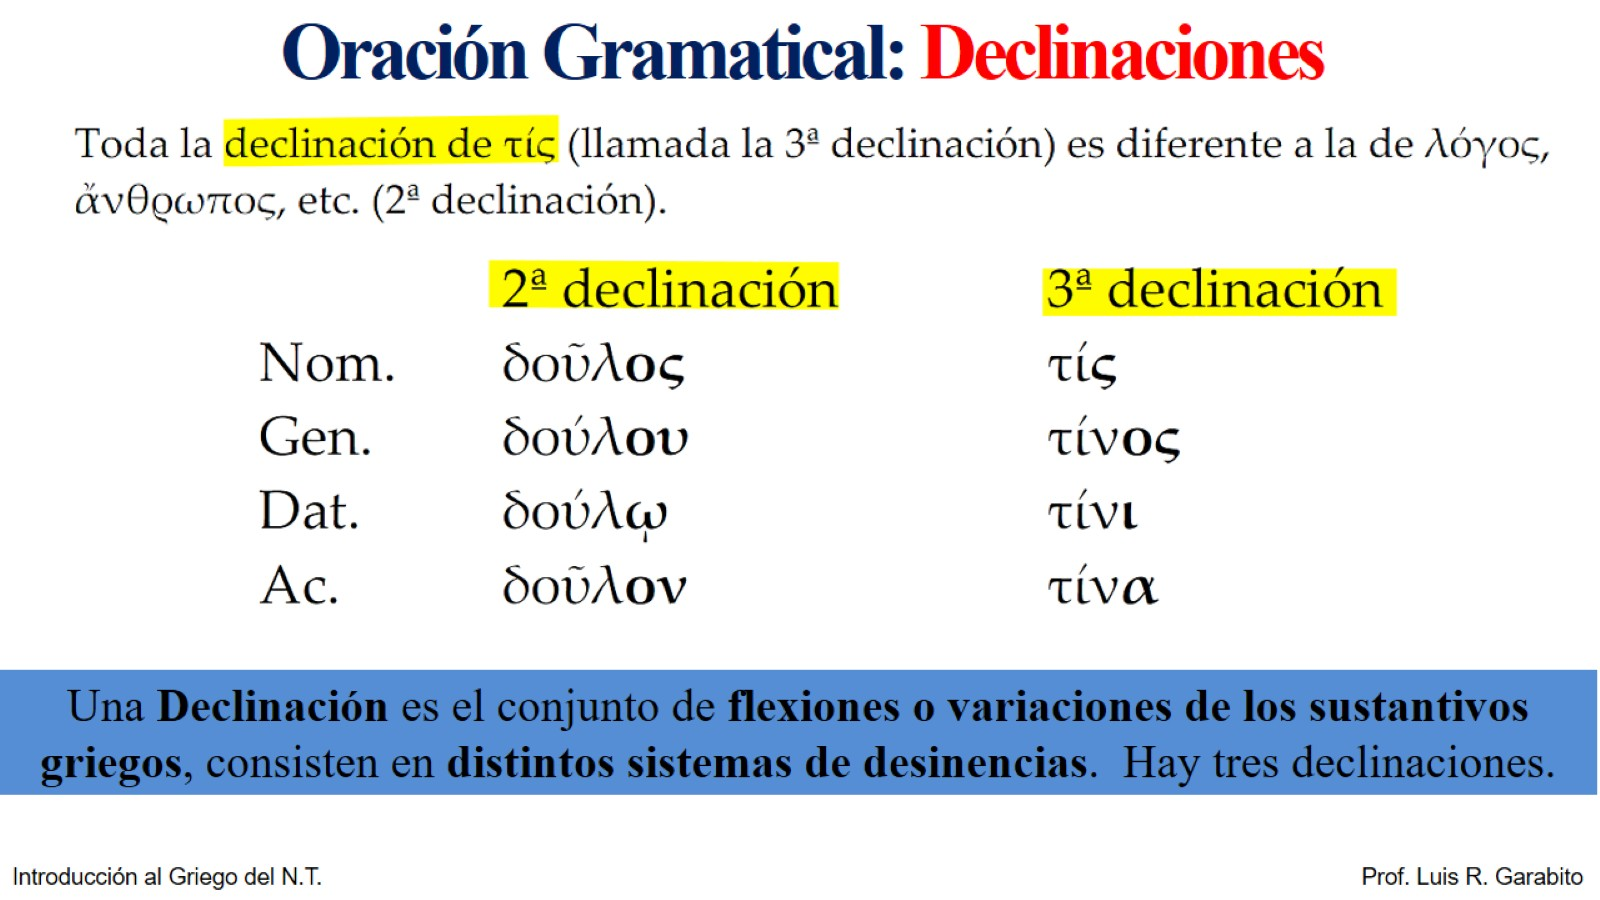 Oración Gramatical: Declinaciones
Toda la declinación de τίς (llamada la 3ª declinación) es diferente a la de λόγος,
ἄνθρωπος, etc. (2ª declinación).
2ª declinación 3ª declinación
Nom. δοῦλος τίς
Gen. δούλου τίνος
Dat. δούλῳ τίνι
Ac. δοῦλον τίνα
Una Declinación es el conjunto de flexiones o variaciones de los sustantivos
griegos, consisten en distintos sistemas de desinencias. Hay tres declinaciones.
Introducción al Griego del N.T. Prof. Luis R. Garabito